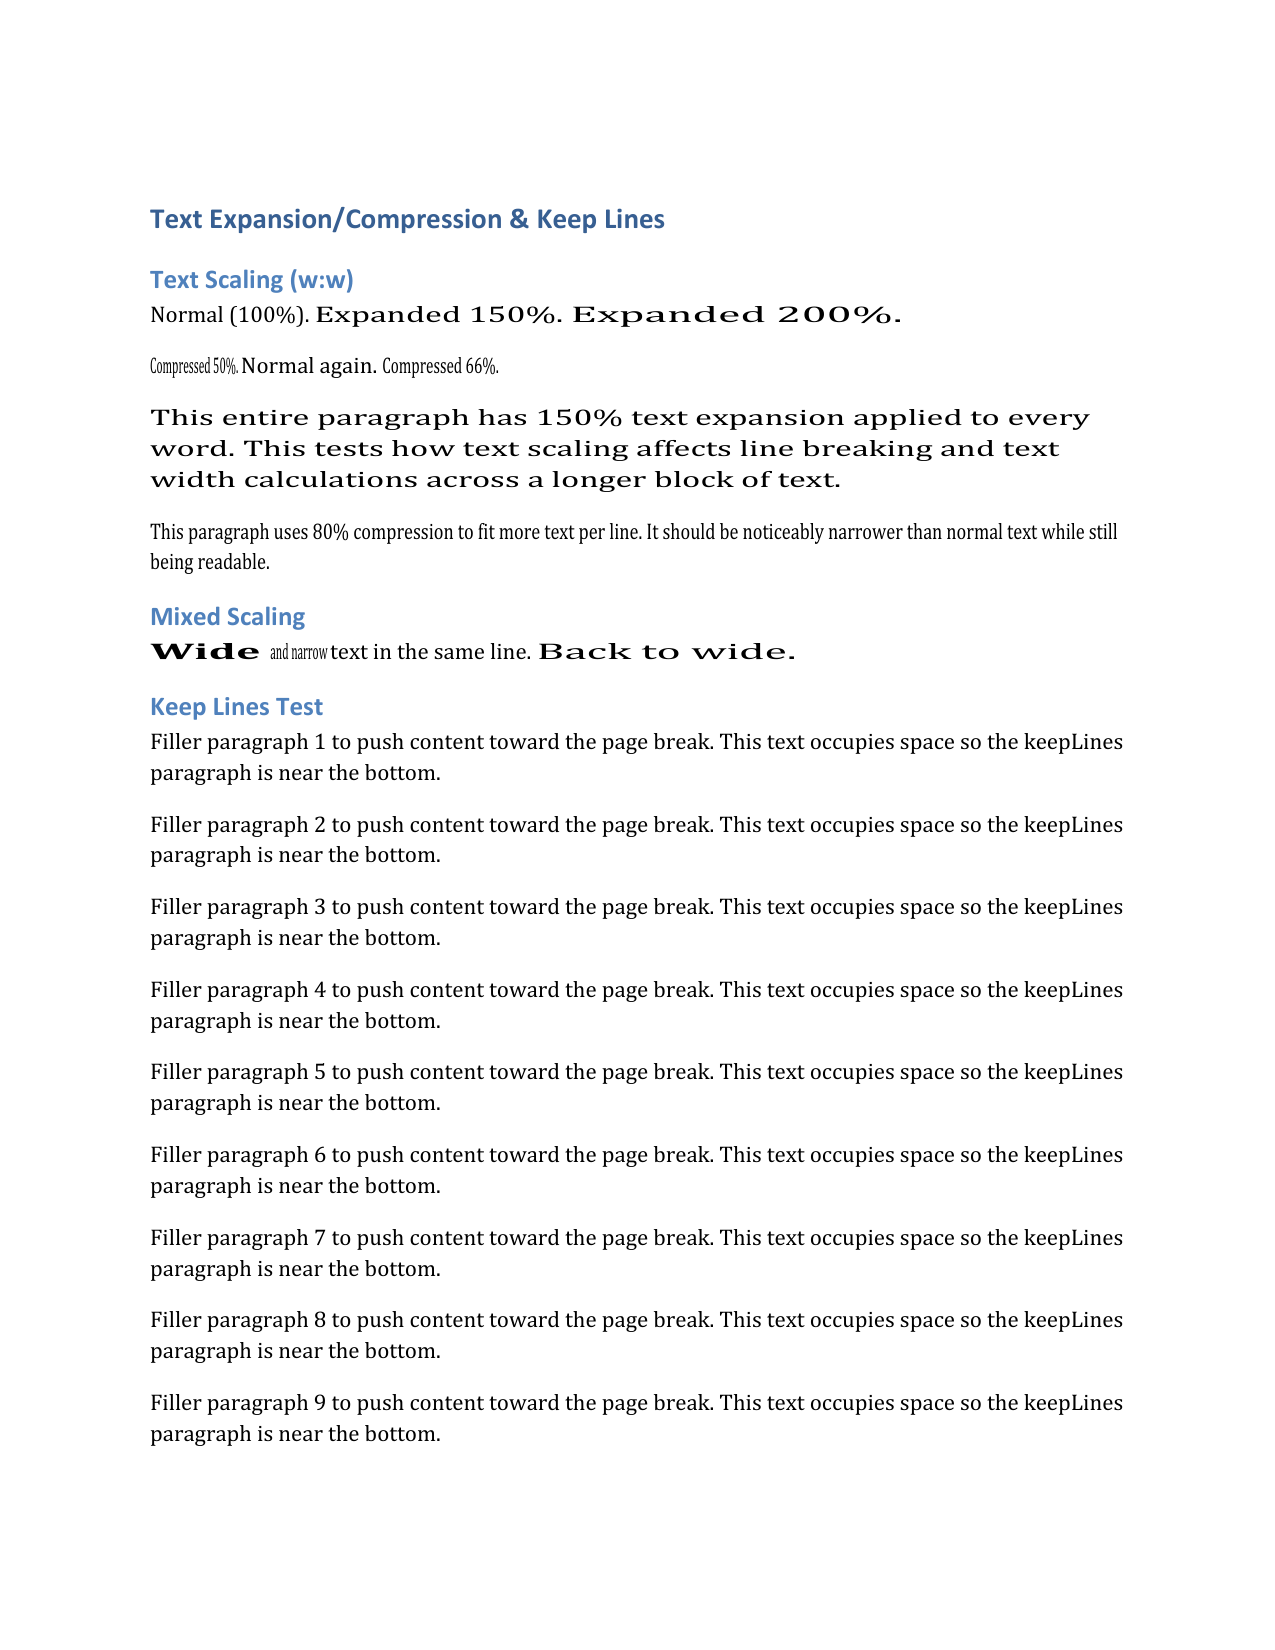 Text Expansion/Compression & Keep Lines
Text Scaling (w:w)
Normal (100%). Expanded 150%. Expanded 200%.
Compressed 50%. Normal again. Compressed 66%.
This entire paragraph has 150% text expansion applied to every
word. This tests how text scaling affects line breaking and text
width calculations across a longer block of text.
This paragraph uses 80% compression to fit more text per line. It should be noticeably narrower than normal text while still
being readable.
Mixed Scaling
Wide and narrow text in the same line. Back to wide.
Keep Lines Test
Filler paragraph 1 to push content toward the page break. This text occupies space so the keepLines
paragraph is near the bottom.
Filler paragraph 2 to push content toward the page break. This text occupies space so the keepLines
paragraph is near the bottom.
Filler paragraph 3 to push content toward the page break. This text occupies space so the keepLines
paragraph is near the bottom.
Filler paragraph 4 to push content toward the page break. This text occupies space so the keepLines
paragraph is near the bottom.
Filler paragraph 5 to push content toward the page break. This text occupies space so the keepLines
paragraph is near the bottom.
Filler paragraph 6 to push content toward the page break. This text occupies space so the keepLines
paragraph is near the bottom.
Filler paragraph 7 to push content toward the page break. This text occupies space so the keepLines
paragraph is near the bottom.
Filler paragraph 8 to push content toward the page break. This text occupies space so the keepLines
paragraph is near the bottom.
Filler paragraph 9 to push content toward the page break. This text occupies space so the keepLines
paragraph is near the bottom.